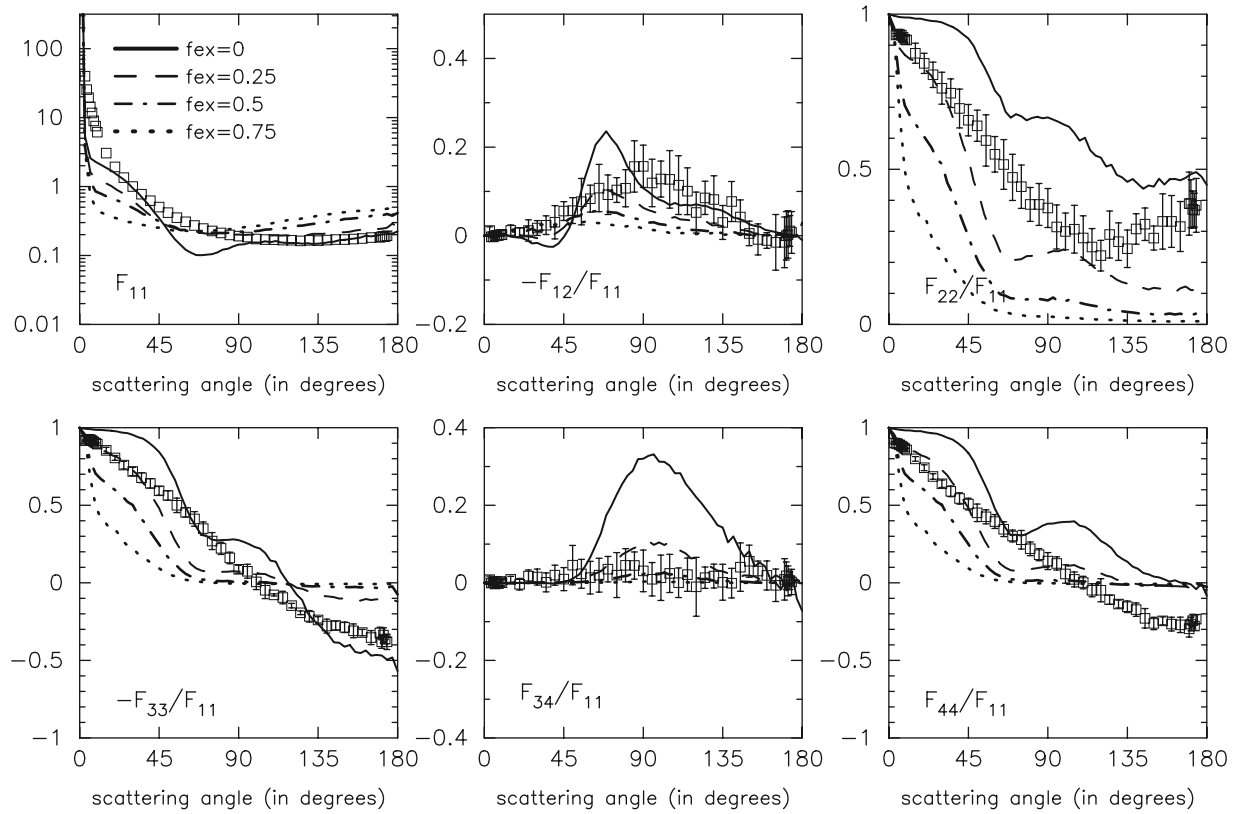 100
10
1
0.1
0.01
fex=0
fex=0.25
fex=0.5
fex=0.75
F11
0 45 90 135 180
scattering angle (in degrees)
0.4
0.2
0
−0.2
−F12/F11
0 45 90 135 180
scattering angle (in degrees)
1
0.5
0
F22/F11
0 45 90 135 180
scattering angle (in degrees)
1
0.5
0
−0.5
−1
−F33/F11
0 45 90 135 180
scattering angle (in degrees)
0.4
0.2
0
−0.2
−0.4
F34/F11
0 45 90 135 180
scattering angle (in degrees)
1
0.5
0
−0.5
−1
F44/F11
0 45 90 135 180
scattering angle (in degrees)